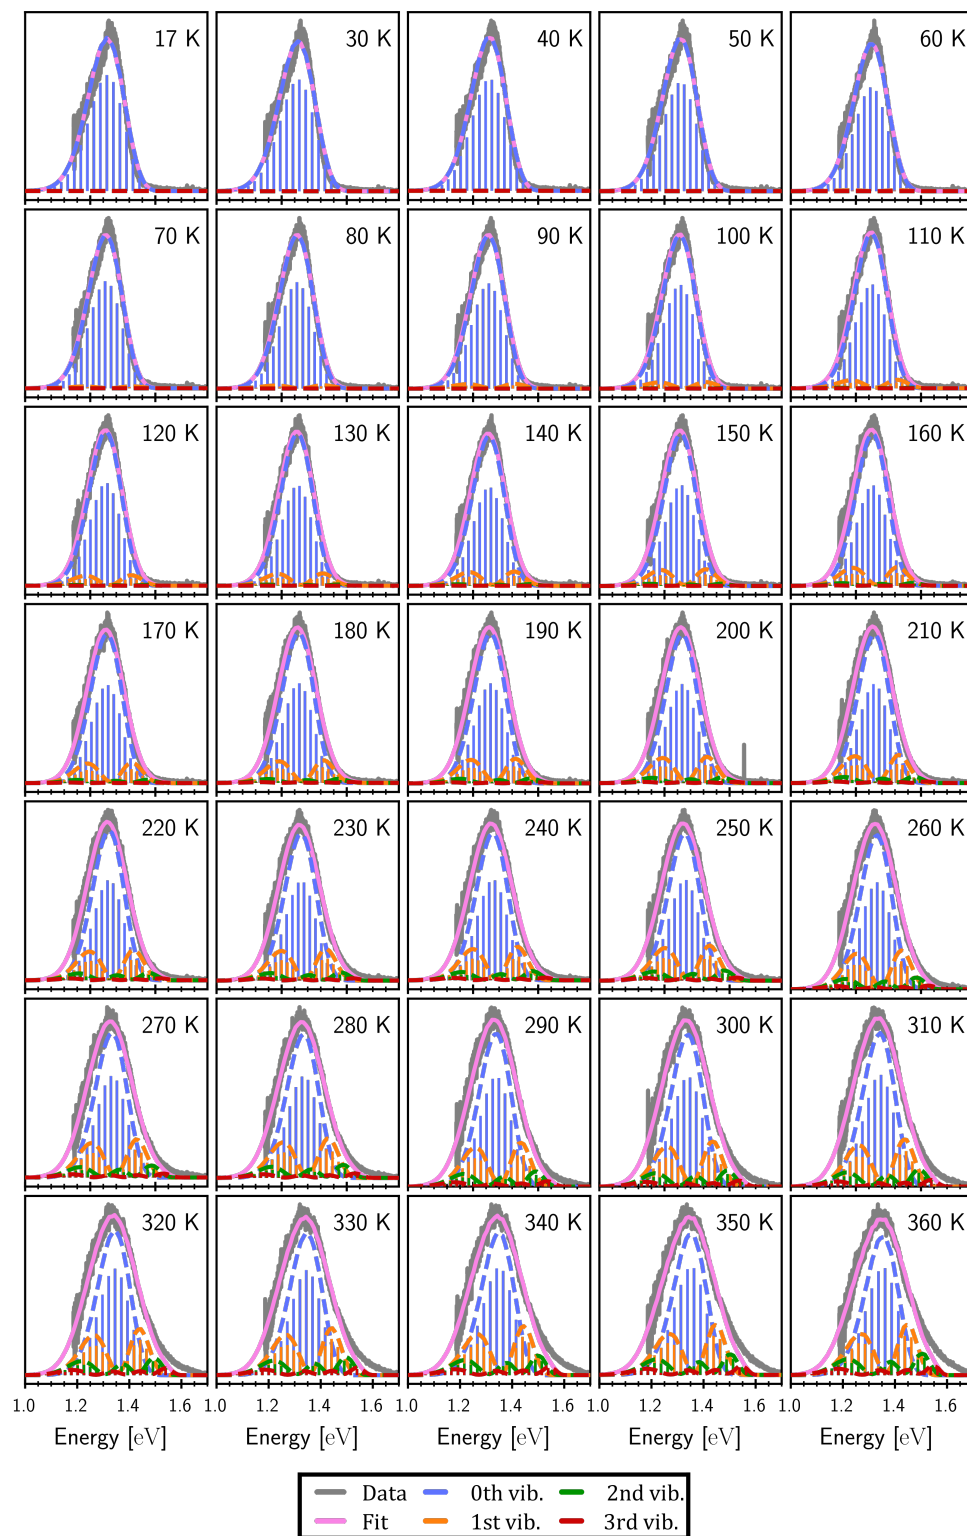 17 K 30 K 40 K 50 K 60 K
70 K 80 K 90 K 100 K 110 K
120 K 130 K 140 K 150 K 160 K
170 K 180 K 190 K 200 K 210 K
220 K 230 K 240 K 250 K 260 K
270 K 280 K 290 K 300 K 310 K
320 K 330 K 340 K 350 K 360 K
1.0 1.2 1.4 1.6 1.0 1.2 1.4 1.6 1.0 1.2 1.4 1.6 1.0 1.2 1.4 1.6 1.0 1.2 1.4 1.6
Energy [eV] Energy [eV] Energy [eV] Energy [eV] Energy [eV]
Data 0th vib. 2nd vib.
Fit 1st vib. 3rd vib.